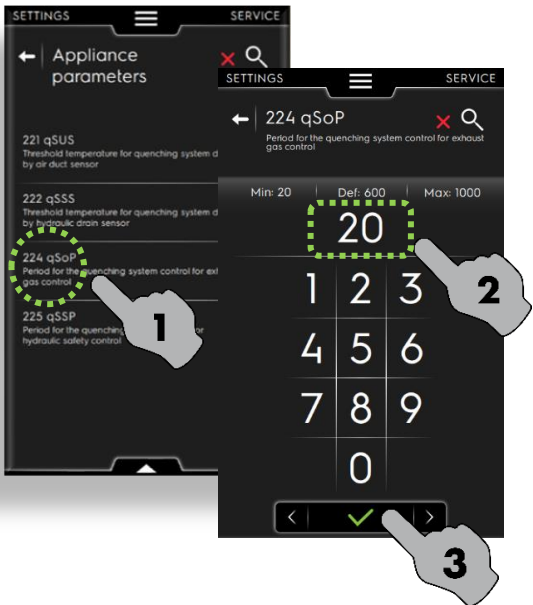 SETTINGS
SERVICE
Appliance
parameters
221 qSUS
Threshold temperature for quenching system d
by air duct sensor
222 qSSS
Threshold temperature for quenching system d
by hydraulic drain sensor
224 qSoP
Period for the quenching system control for ex
gas control
225 qSSP
Period for the quenching or
hydraulic safety control
1
SETTINGS
SERVICE
224 qSoP
Period for the quenching system control for exhaust
gas control
Min: 20
Def: 600
Max: 1000
20
2
1 2 3
4 5 6
7 8 9
0
3